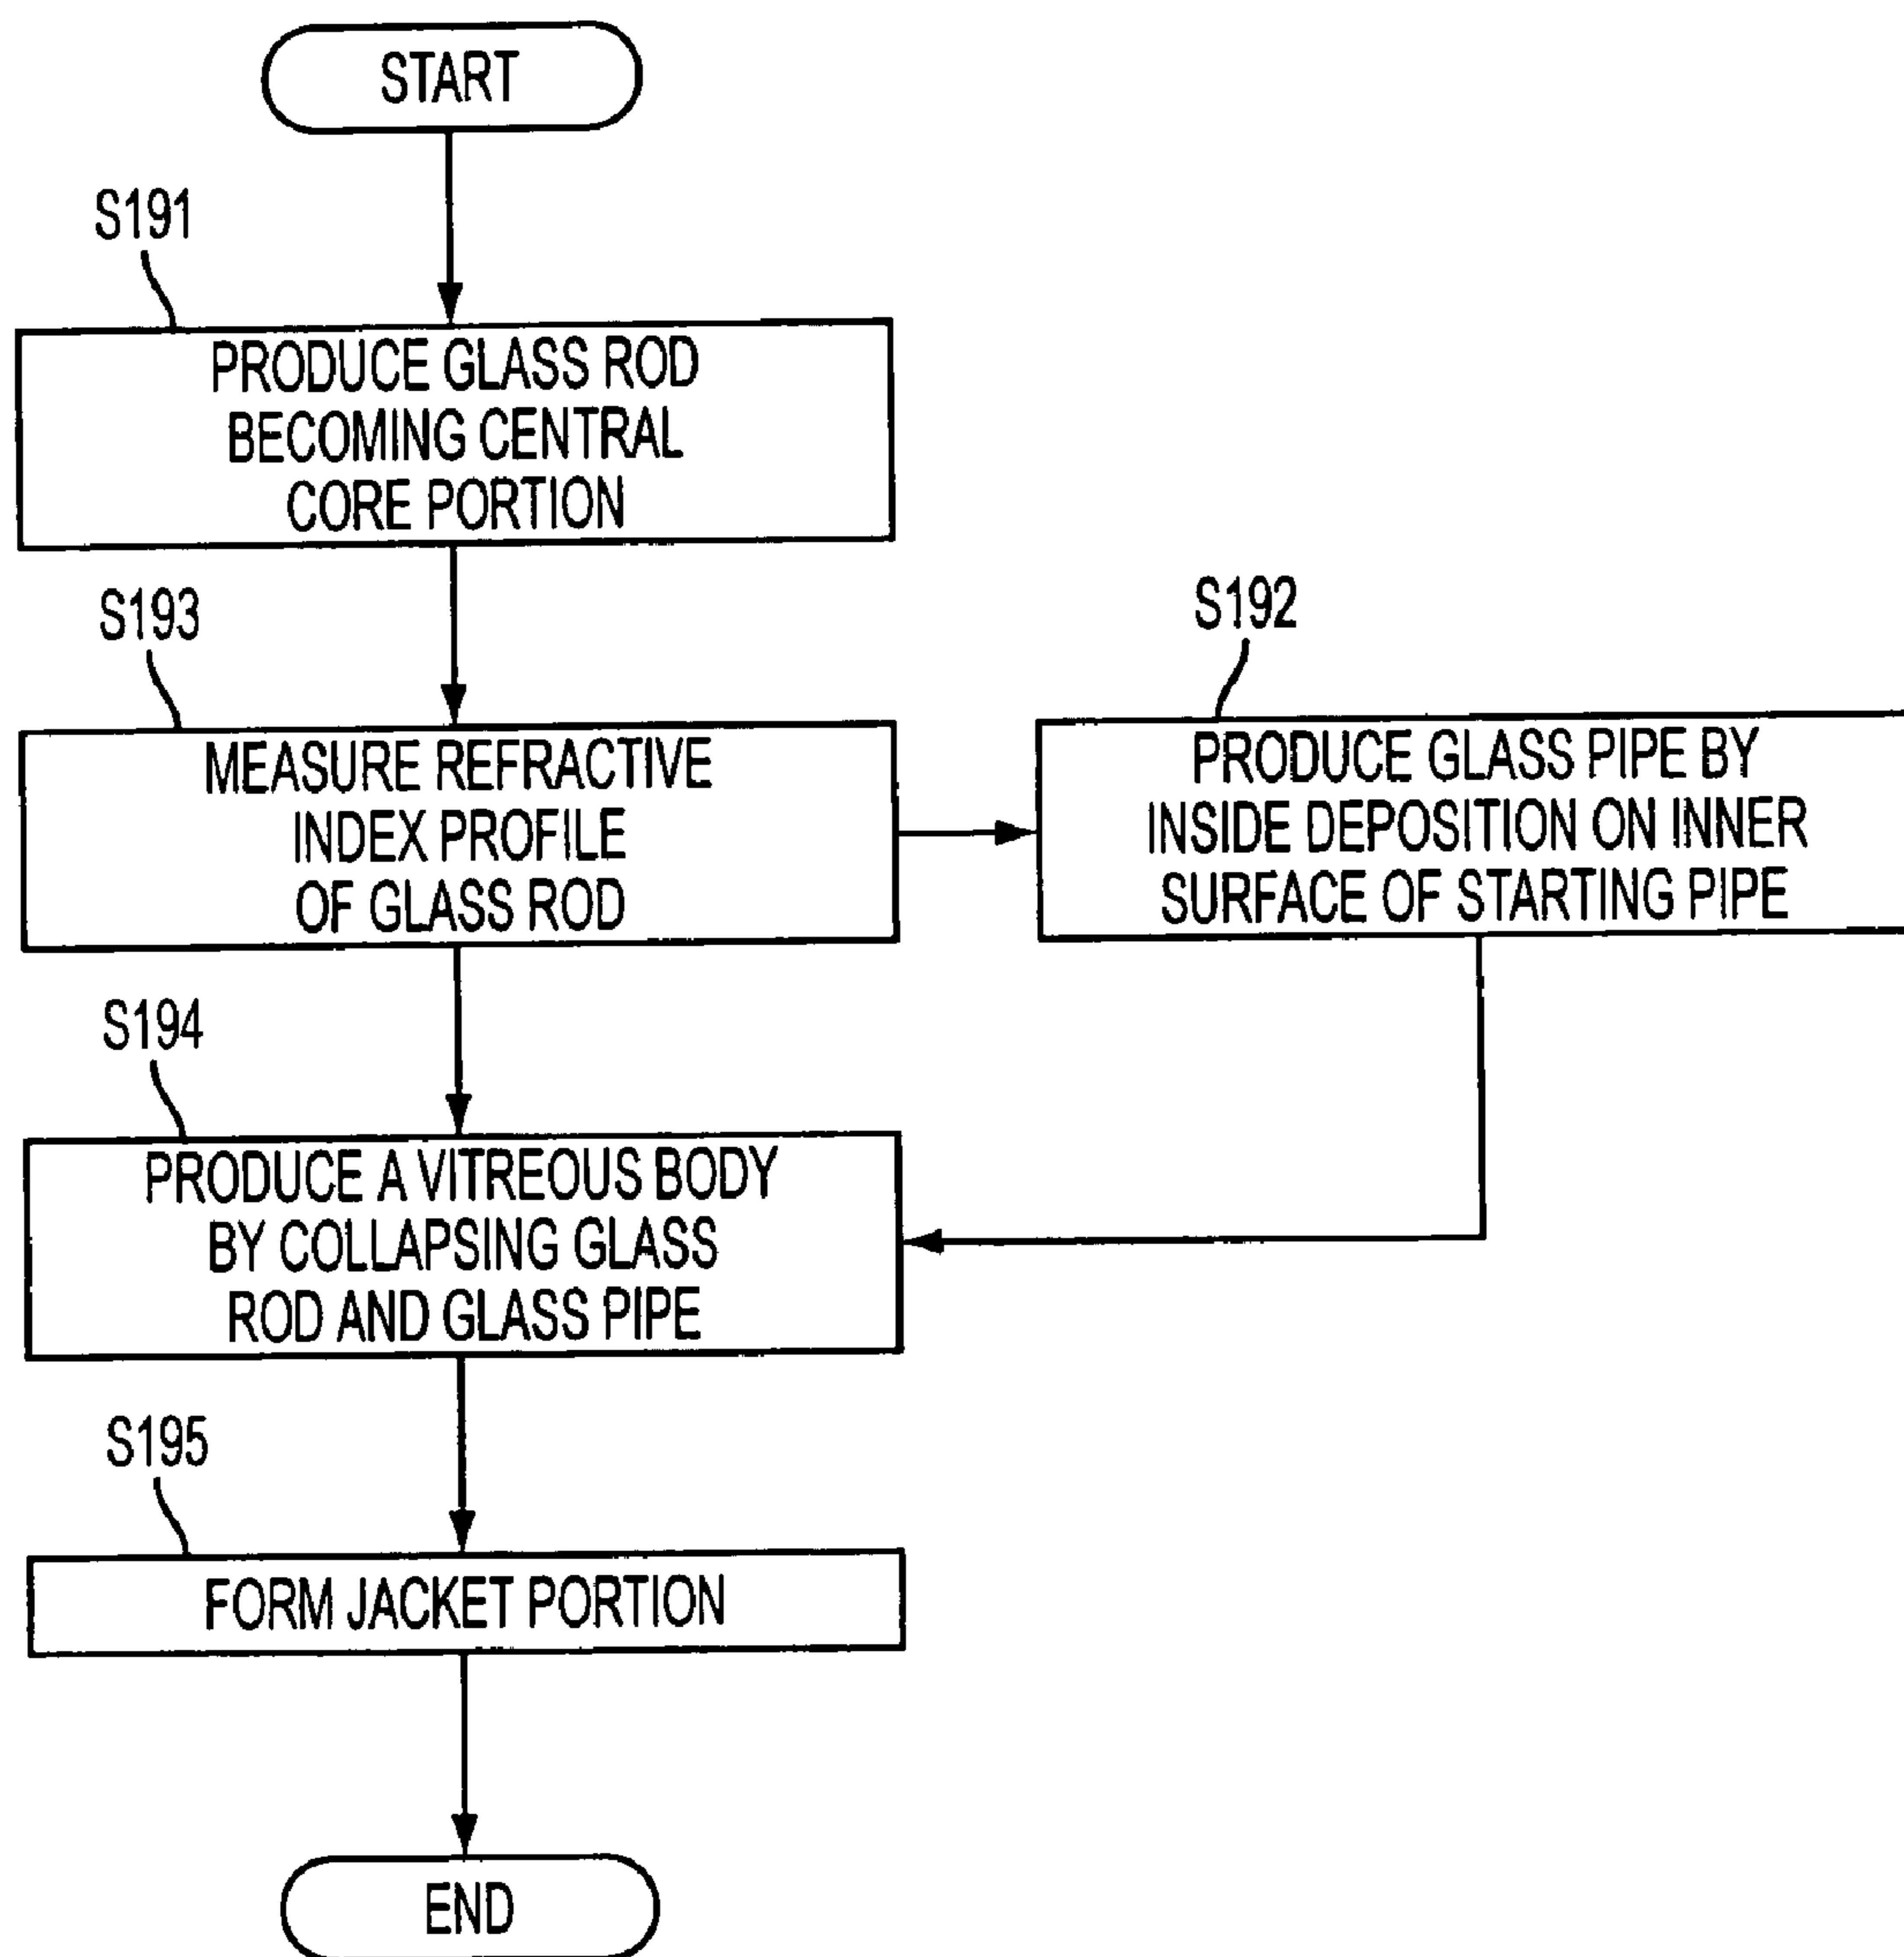 START
S191
PRODUCE GLASS ROD
BECOMING CENTRAL
CORE PORTION
S193
MEASURE REFRACTIVE
INDEX PROFILE
OF GLASS ROD
S192
PRODUCE GLASS PIPE BY
INSIDE DEPOSITION ON INNER
SURFACE OF STARTING PIPE
S194
PRODUCE A VITREOUS BODY
BY COLLAPSING GLASS
ROD AND GLASS PIPE
S195
FORM JACKET PORTION
END